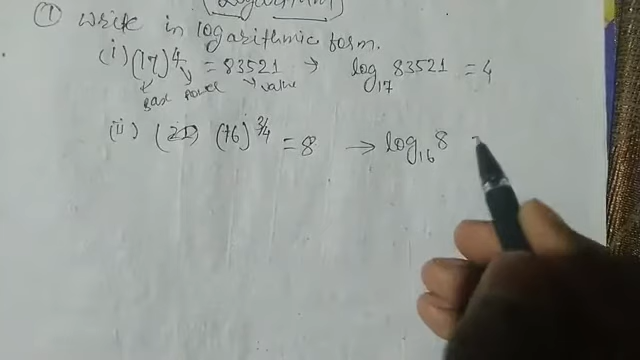 (Logarithm)
① Write in logarithmic form.
(i) (17)⁴ = 83521 → log₁₇ 83521 = 4
power → value
(ii) (16)^3/4 = 8 → log₁₆ 8